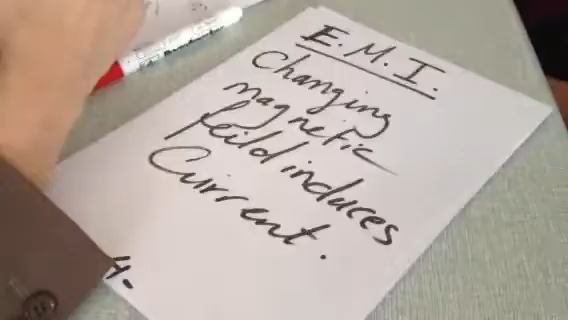 E.M.I.
Changing
magnetic
feild induces
Current.